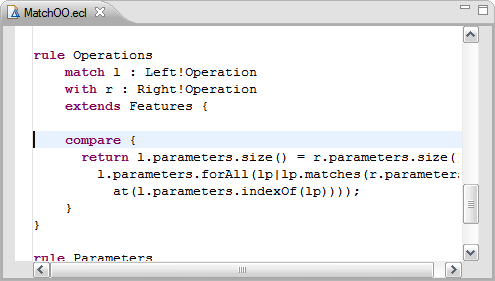 MatchOO.ecl
rule Operations
match l : Left!Operation
with r : Right!Operation
extends Features {
compare {
return l.parameters.size() = r.parameters.size(
l.parameters.forAll(lp|lp.matches(r.parameter
at(l.parameters.indexOf(lp))));
}
}
rule Parameters